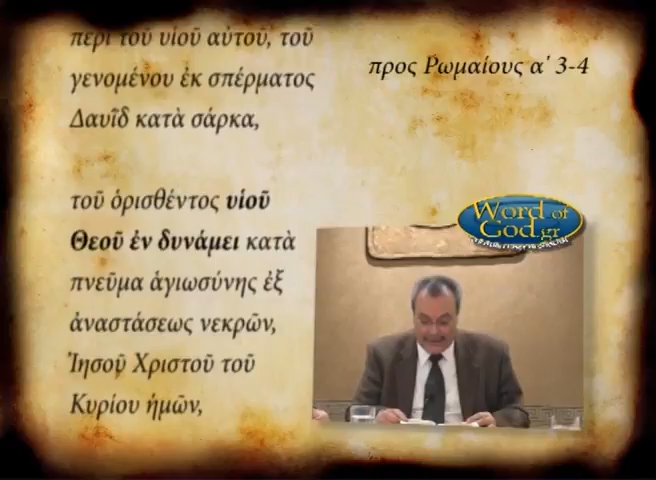 περὶ τοῦ υἱοῦ αὐτοῦ, τοῦ
γενομένου ἐκ σπέρματος
Δαυῒδ κατὰ σάρκα,
τοῦ ὁρισθέντος υἱοῦ
Θεοῦ ἐν δυνάμει κατὰ
πνεῦμα ἁγιωσύνης ἐξ
ἀναστάσεως νεκρῶν,
Ἰησοῦ Χριστοῦ τοῦ
Κυρίου ἡμῶν,
προς Ρωμαίους α' 3-4
Word of
God.gr